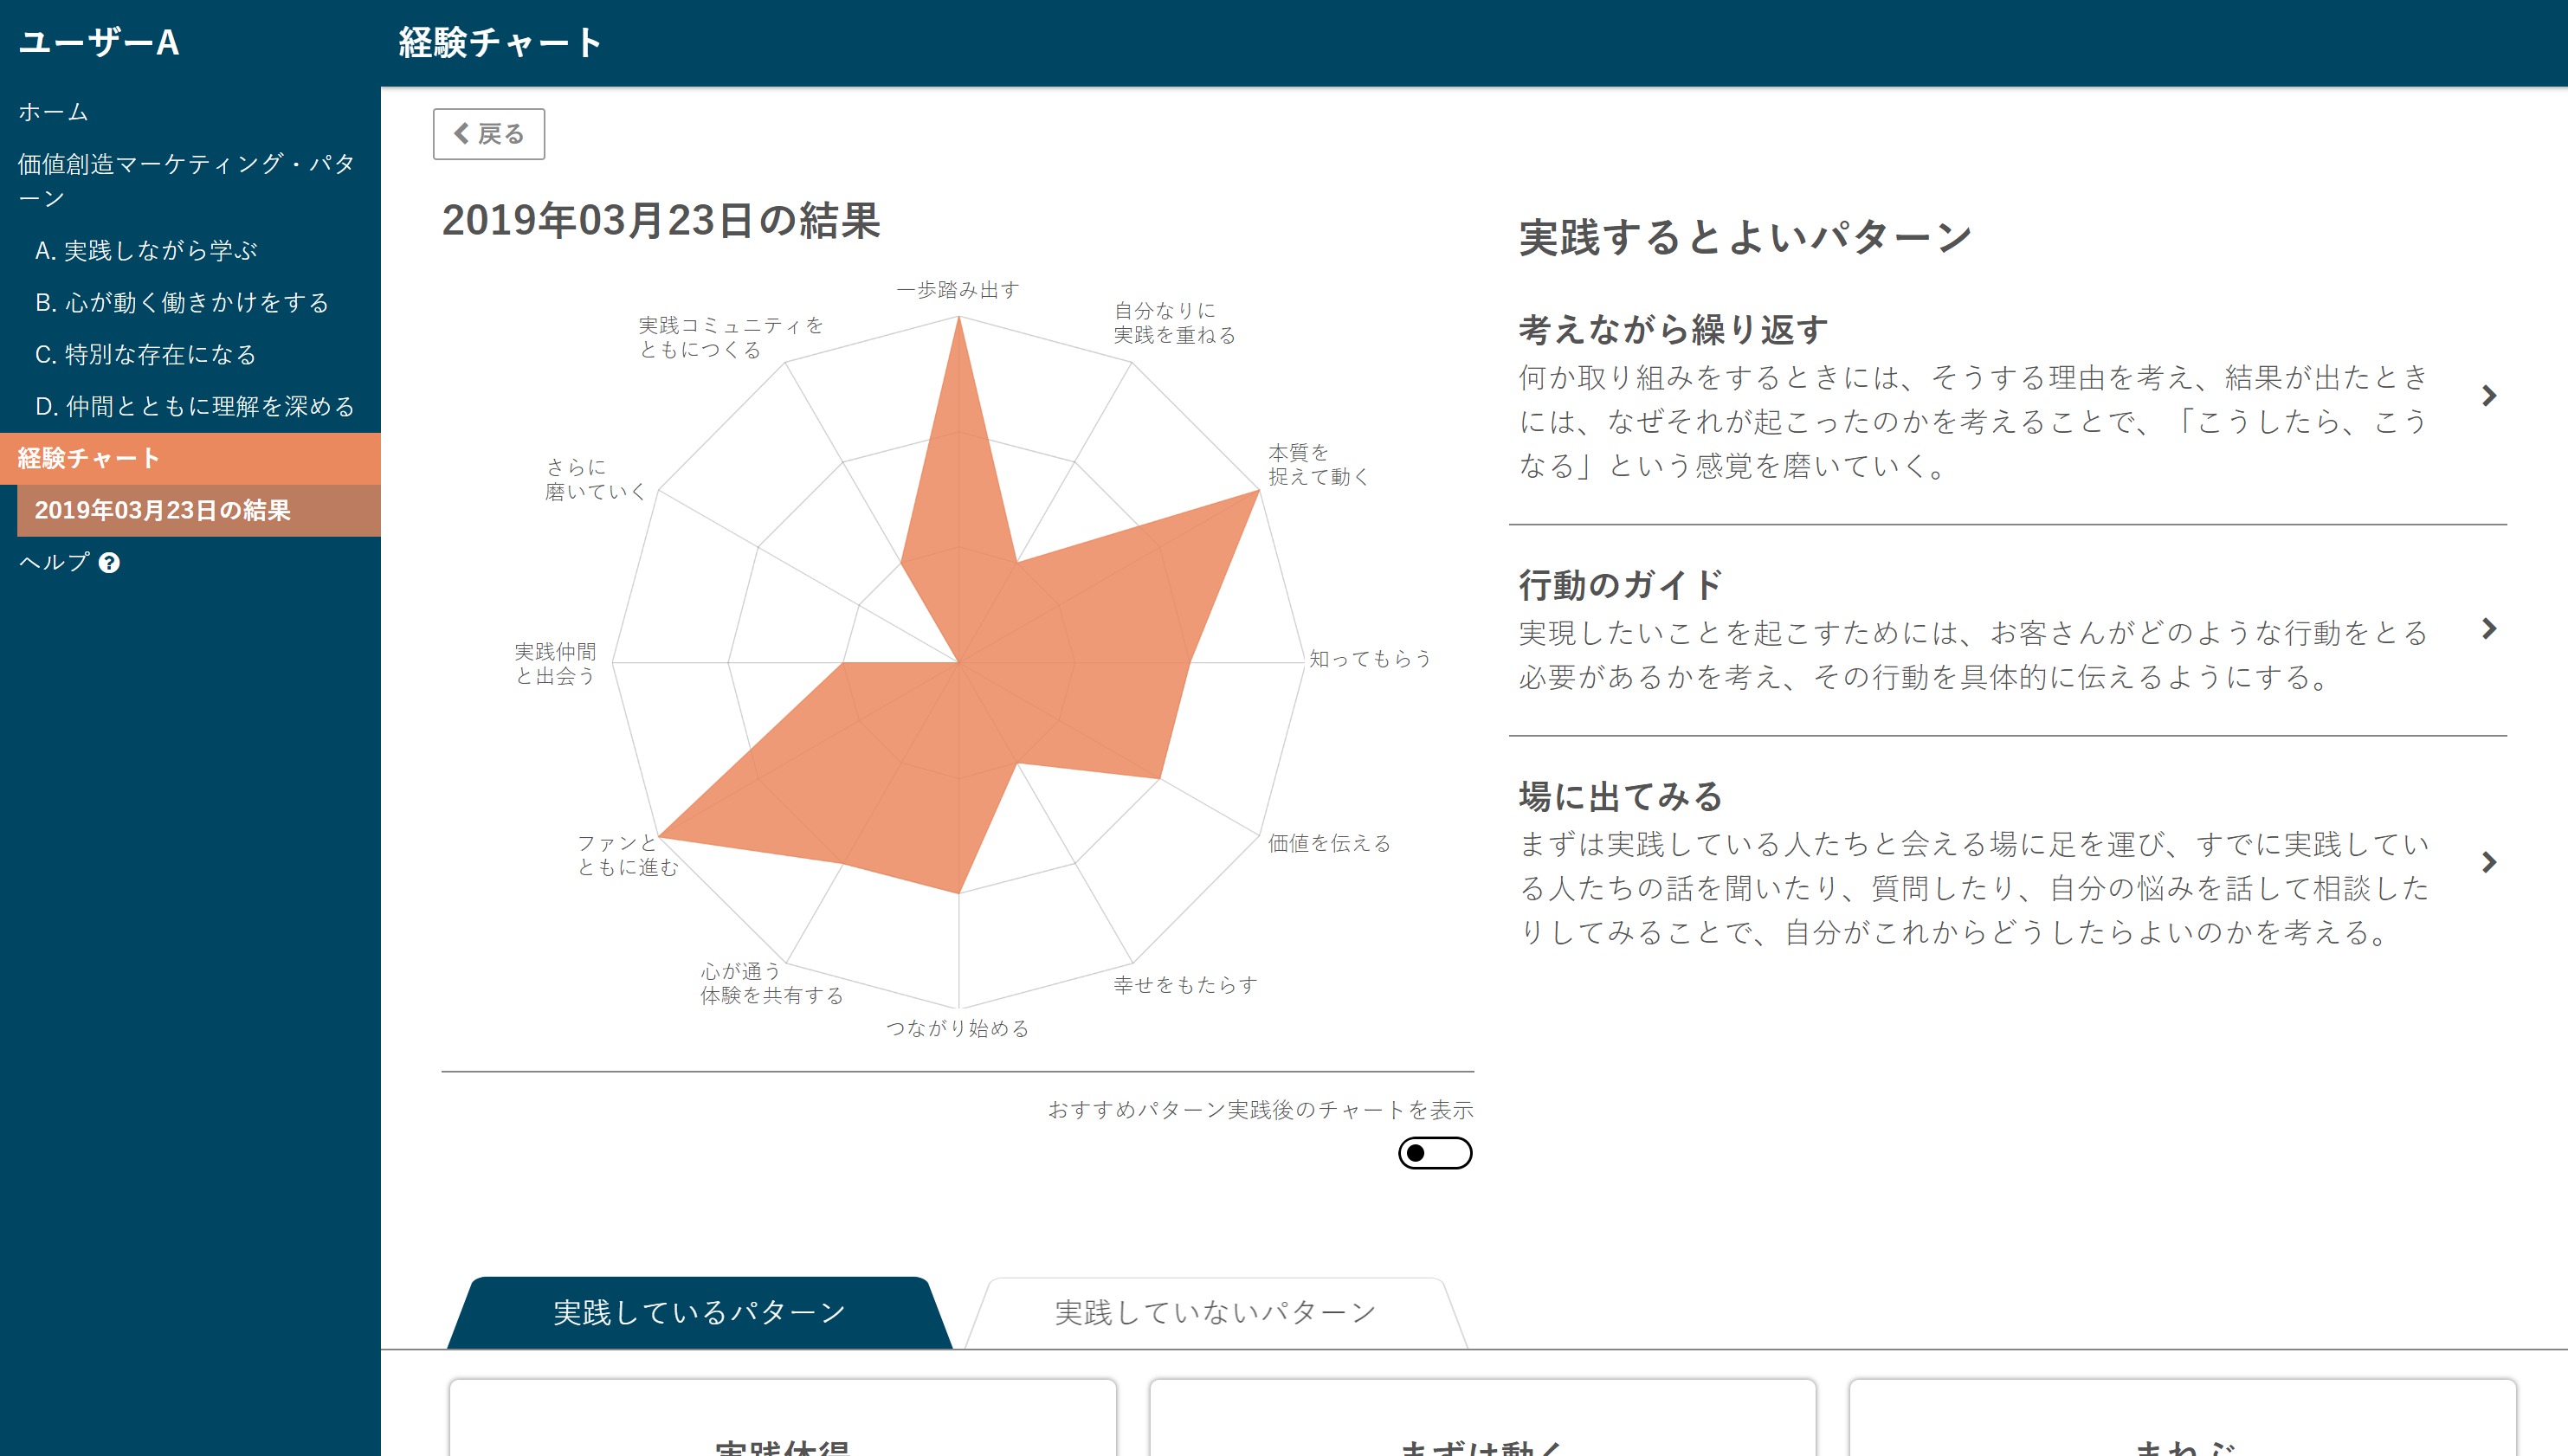 ユーザーA
ホーム
価値創造マーケティング・パタ
ーン
A. 実践しながら学ぶ
B. 心が動く働きかけをする
C. 特別な存在になる
D. 仲間とともに理解を深める
経験チャート
2019年03月23日の結果
ヘルプ ?
経験チャート
戻る
2019年03月23日の結果
一歩踏み出す
自分なりに
実践を重ねる
本質を
捉えて動く
知ってもらう
価値を伝える
幸せをもたらす
つながり始める
心が通う
体験を共有する
ファンと
ともに進む
実践仲間
と出会う
さらに
磨いていく
実践コミュニティを
ともにつくる
おすすめパターン実践後のチャートを表示
実践するとよいパターン
考えながら繰り返す
何か取り組みをするときには、そうする理由を考え、結果が出たとき
には、なぜそれが起こったのかを考えることで、「こうしたら、こう
なる」という感覚を磨いていく。
行動のガイド
実現したいことを起こすためには、お客さんがどのような行動をとる
必要があるかを考え、その行動を具体的に伝えるようにする。
場に出てみる
まずは実践している人たちと会える場に足を運び、すでに実践してい
る人たちの話を聞いたり、質問したり、自分の悩みを話して相談した
りしてみることで、自分がこれからどうしたらよいのかを考える。
実践しているパターン
実践していないパターン
実践体得
まずは動く
まねぶ